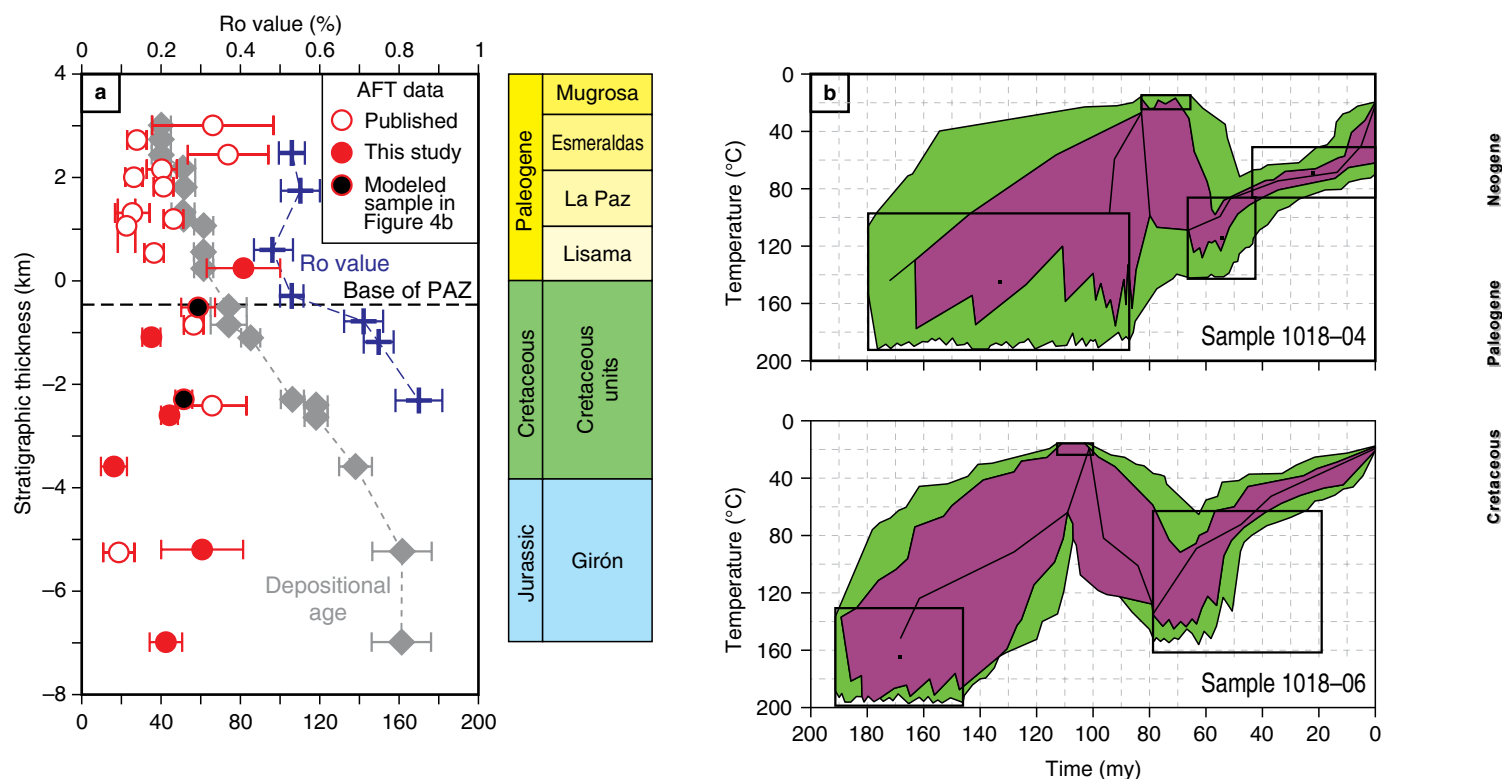 Ro value (%)
0 0.2 0.4 0.6 0.8 1
a
AFT data
Published
This study
Modeled
sample in
Figure 4b
Ro value
Base of PAZ
Depositional
age
Stratigraphic thickness (km)
4
2
0
–2
–4
–6
–8
0 40 80 120 160 200
Paleogene
Mugrosa
Esmeraldas
La Paz
Lisama
Cretaceous
Cretaceous
units
Jurassic
Girón
b
Temperature (°C)
0
40
80
120
160
200
Sample 1018–04
Temperature (°C)
0
40
80
120
160
200
Sample 1018–06
200 180 160 140 120 100 80 60 40 20 0
Time (my)
Neogene
Paleogene
Cretaceous